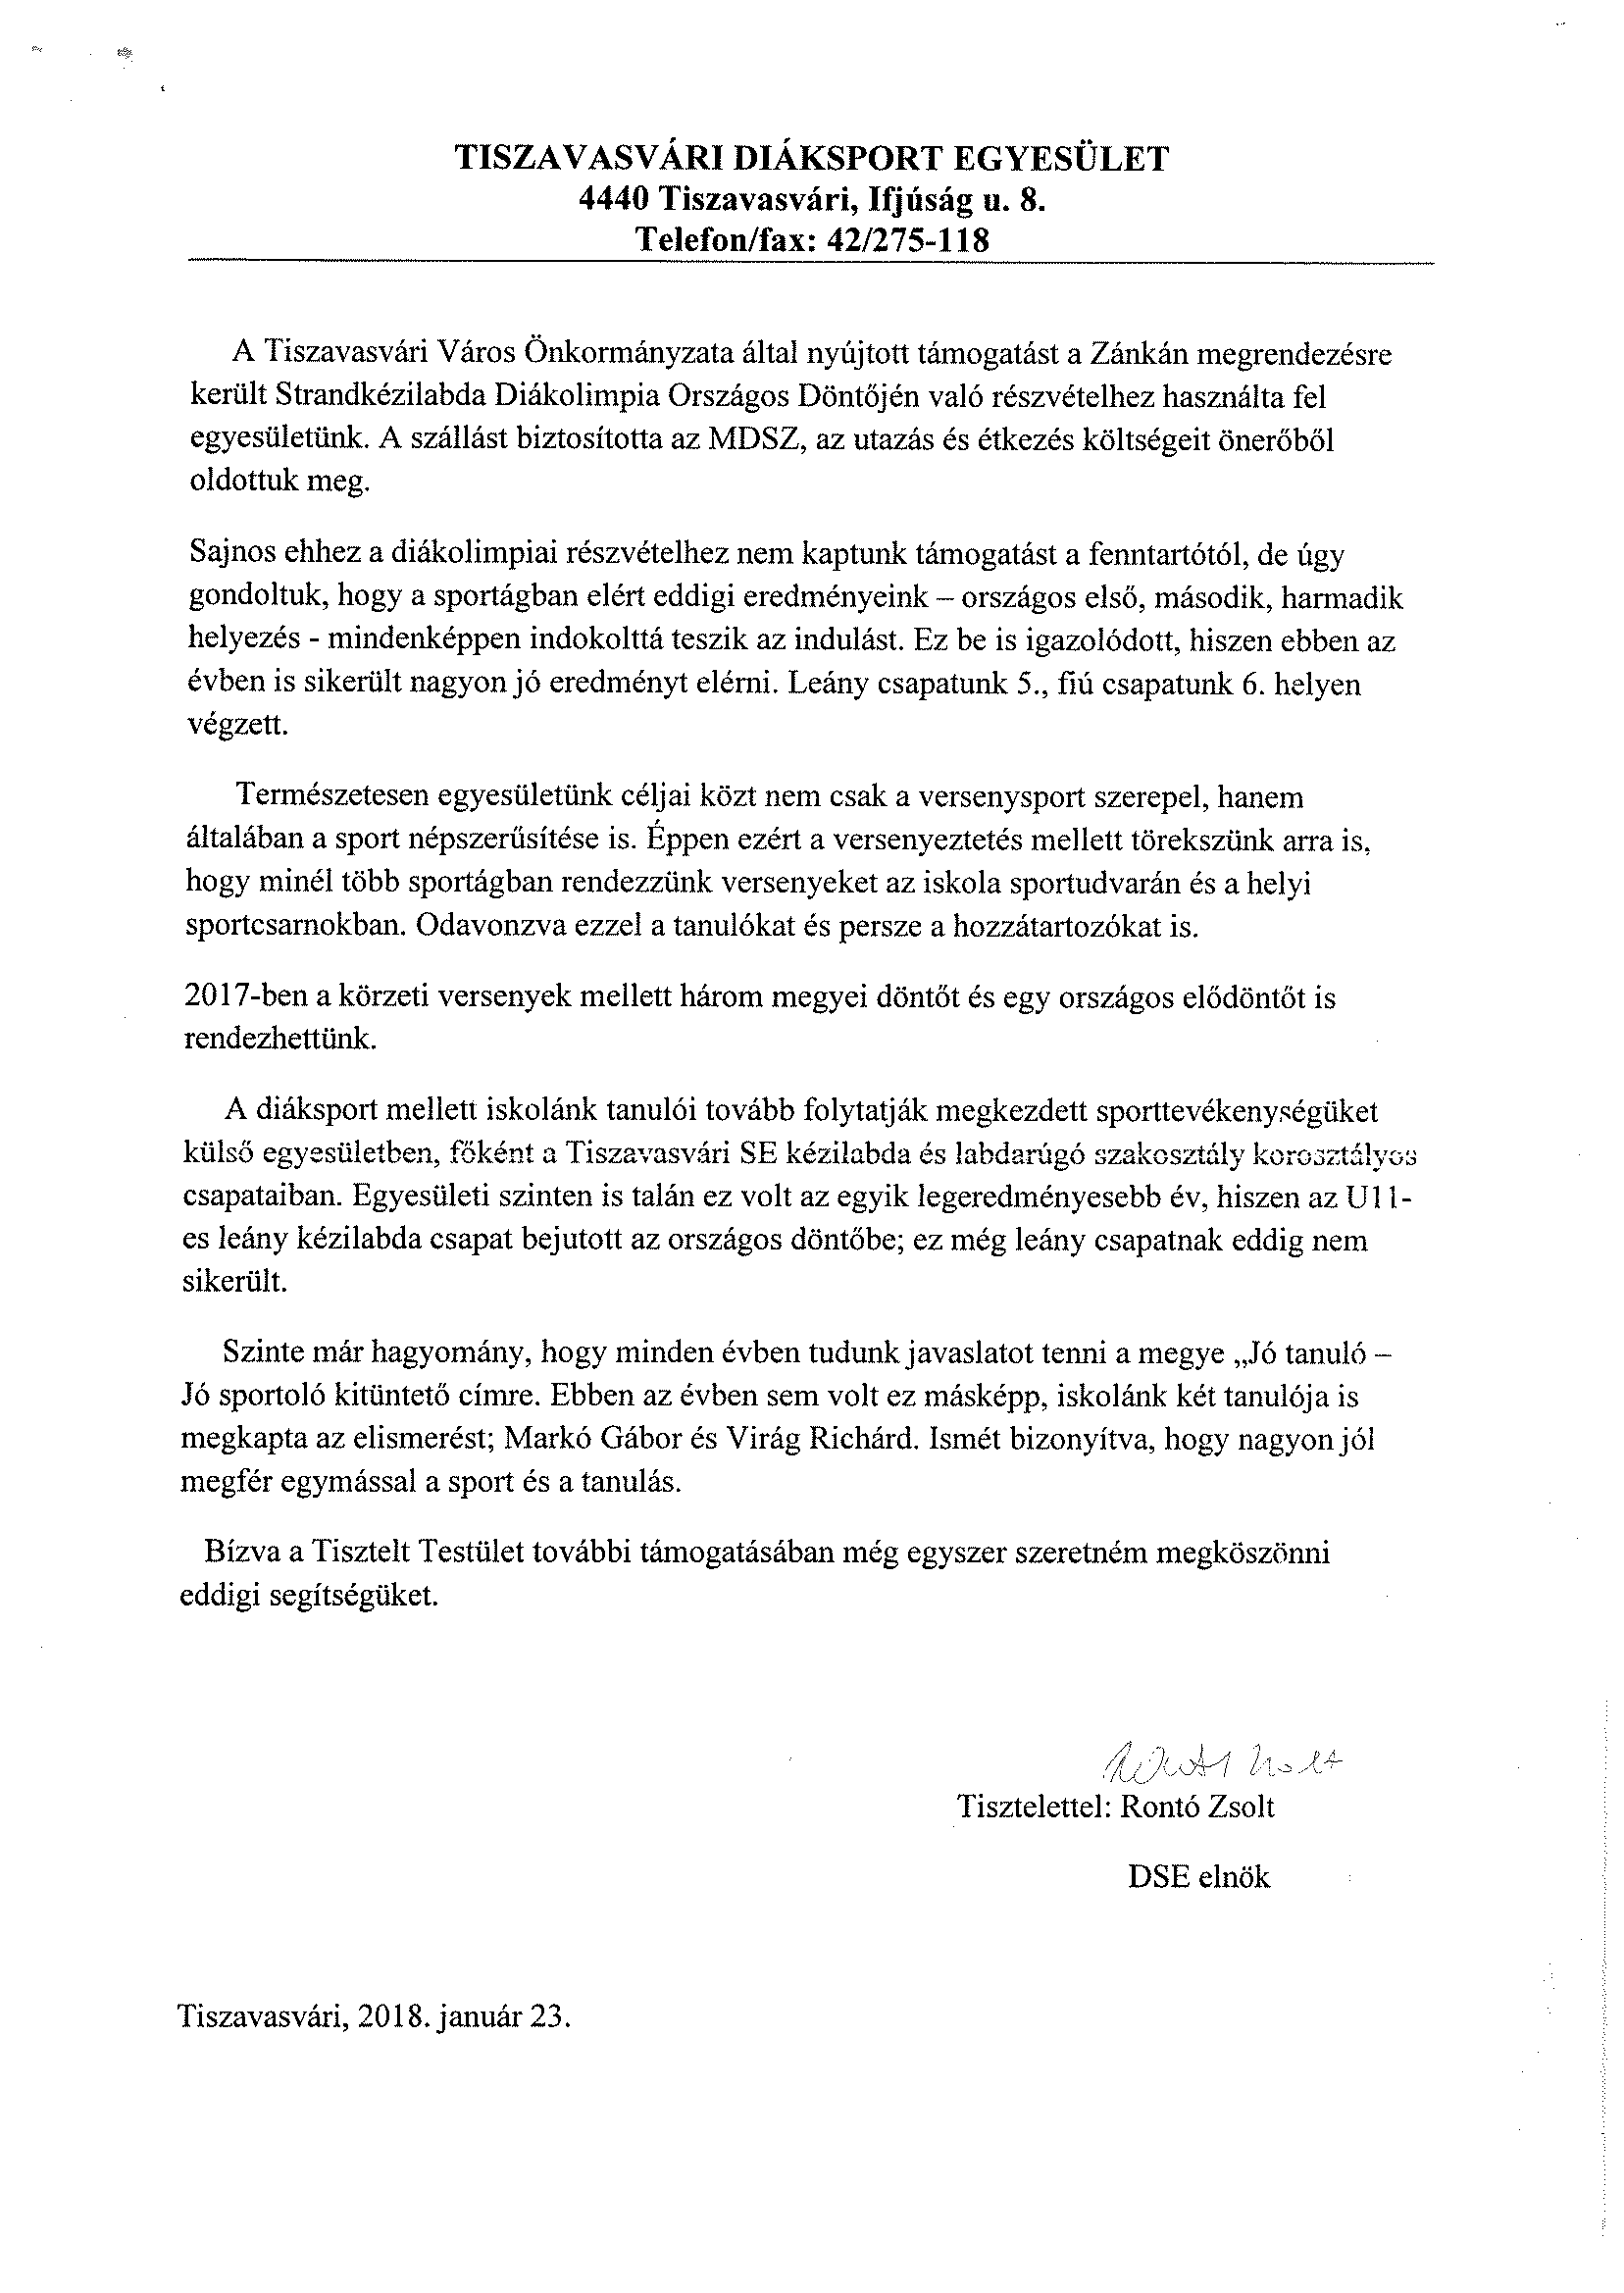 TISZAVASVÁRI DIÁKSPORT EGYESÜLET
4440 Tiszavasvári, Ifjúság u. 8.
Telefon/fax: 42/275-118
A Tiszavasvári Város Önkormányzata által nyújtott támogatást a Zánkán megrendezésre
került Strandkézilabda Diákolimpia Országos Döntőjén való részvételhez használta fel
egyesületünk. A szállást biztosította az MDSZ, az utazás és étkezés költségeit önerőből
oldottuk meg.
Sajnos ehhez a diákolimpiai részvételhez nem kaptunk támogatást a fenntartótól, de úgy
gondoltuk, hogy a sportágban elért eddigi eredményeink – országos első, második, harmadik
helyezés - mindenképpen indokolttá teszik az indulást. Ez be is igazolódott, hiszen ebben az
évben is sikerült nagyon jó eredményt elérni. Leány csapatunk 5., fiú csapatunk 6. helyen
végzett.
Természetesen egyesületünk céljai közt nem csak a versenysport szerepel, hanem
általában a sport népszerűsítése is. Éppen ezért a versenyeztetés mellett törekszünk arra is,
hogy minél több sportágban rendezzünk versenyeket az iskola sportudvarán és a helyi
sportcsarnokban. Odavonzva ezzel a tanulókat és persze a hozzátartozókat is.
2017-ben a körzeti versenyek mellett három megyei döntőt és egy országos elődöntőt is
rendezhettünk.
A diáksport mellett iskolánk tanulói tovább folytatják megkezdett sporttevékenységüket
külső egyesületben, főként a Tiszavasvári SE kézilabda és labdarúgó szakosztály korosztályos
csapataiban. Egyesületi szinten is talán ez volt az egyik legeredményesebb év, hiszen az U11-
es leány kézilabda csapat bejutott az országos döntőbe; ez még leány csapatnak eddig nem
sikerült.
Szinte már hagyomány, hogy minden évben tudunk javaslatot tenni a megye „Jó tanuló –
Jó sportoló kitüntető címre. Ebben az évben sem volt ez másképp, iskolánk két tanulója is
megkapta az elismerést; Markó Gábor és Virág Richárd. Ismét bizonyítva, hogy nagyon jól
megfér egymással a sport és a tanulás.
Bízva a Tisztelt Testület további támogatásában még egyszer szeretném megköszönni
eddigi segítségüket.
Rontó Zsolt
Tisztelettel: Rontó Zsolt
DSE elnök
Tiszavasvári, 2018. január 23.